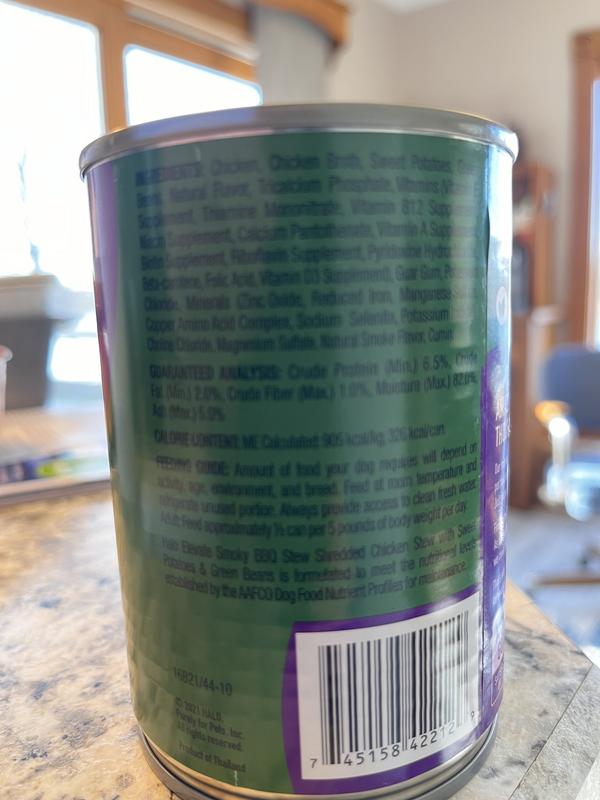 INGREDIENTS: Chicken, Chicken Broth, Sweet Potatoes,
Beans, Natural Flavor, Tricalcium Phosphate, Vitamins
Supplement, Thiamine Mononitrate, Vitamin B12
Niacin Supplement, Calcium Pantothenate, Vitamin A
Biotin Supplement, Riboflavin Supplement, Pyridoxine
Beta-carotene, Folic Acid, Vitamin D3 Supplement), Guar Gum,
Chloride, Minerals (Zinc Oxide, Reduced Iron, Manganese
Copper Amino Acid Complex, Sodium Selenite, Potassium
Choline Chloride, Magnesium Sulfate, Natural Smoke Flavor,
GUARANTEED ANALYSIS: Crude Protein (Min.) 6.5%, Crude
Fat (Min.) 2.0%, Crude Fiber (Max.) 1.0%, Moisture (Max.) 82.0%,
Ash (Max.) 5.0%
CALORIE CONTENT: ME Calculated: 905 kcal/kg, 326 kcal/can.
FEEDING GUIDE: Amount of food your dog requires will depend on
activity, age, environment, and breed. Feed at room temperature and
refrigerate unused portion. Always provide access to clean fresh water.
Adult: Feed approximately ½ can per 5 pounds of body weight per day.
Halo Elevate Smoky BBQ Stew Shredded Chicken Stew with Sweet
Potatoes & Green Beans is formulated to meet the nutritional levels
established by the AAFCO Dog Food Nutrient Profiles for maintenance.
16B21/44-10
© 2021 HALO,
Purely for Pets, Inc.
All rights reserved.
Product of Thailand
7 45158 42212 9